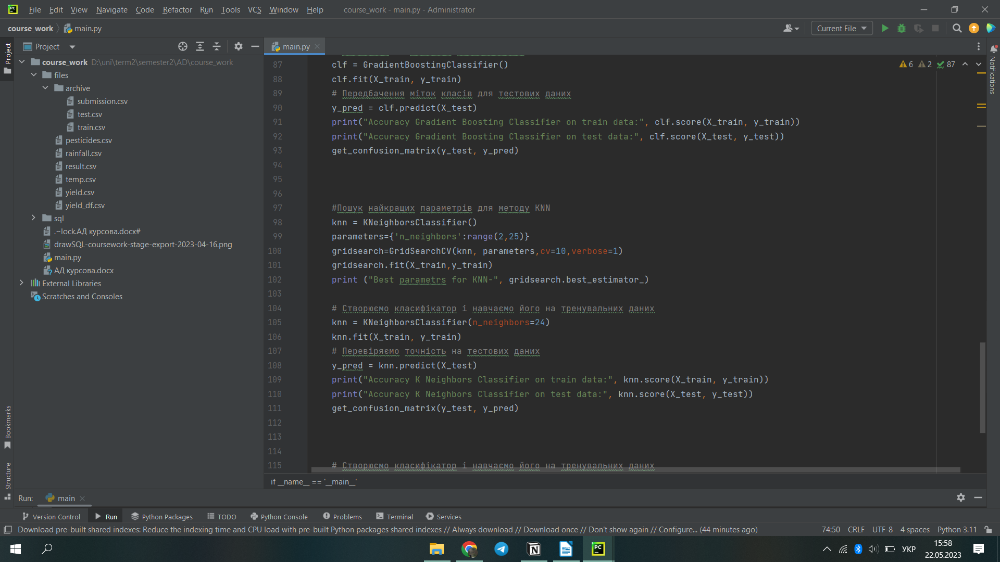 File Edit View Navigate Code Refactor Run Tools VCS Window Help course_work - main.py - Administrator
course_work main.py Current File
Project main.py
Project
course_work D:\uni\term2\semester2\AD\course_work
files
archive
submission.csv
test.csv
train.csv
pesticides.csv
rainfall.csv
result.csv
temp.csv
yield.csv
yield_df.csv
sql
.~lock.АД курсова.docx#
drawSQL-coursework-stage-export-2023-04-16.png
main.py
АД курсова.docx
External Libraries
Scratches and Consoles
Bookmarks
Structure
6 2 87
Notifications
87 clf = GradientBoostingClassifier()
88 clf.fit(X_train, y_train)
89 # Передбачення міток класів для тестових даних
90 y_pred = clf.predict(X_test)
91 print("Accuracy Gradient Boosting Classifier on train data:", clf.score(X_train, y_train))
92 print("Accuracy Gradient Boosting Classifier on test data:", clf.score(X_test, y_test))
93 get_confusion_matrix(y_test, y_pred)
94
95
96
97 #Пошук найкращих параметрів для методу KNN
98 knn = KNeighborsClassifier()
99 parameters={'n_neighbors':range(2,25)}
100 gridsearch=GridSearchCV(knn, parameters,cv=10,verbose=1)
101 gridsearch.fit(X_train,y_train)
102 print ("Best parametrs for KNN-", gridsearch.best_estimator_)
103
104 # Створюємо класифікатор і навчаємо його на тренувальних даних
105 knn = KNeighborsClassifier(n_neighbors=24)
106 knn.fit(X_train, y_train)
107 # Перевіряємо точність на тестових даних
108 y_pred = knn.predict(X_test)
109 print("Accuracy K Neighbors Classifier on train data:", knn.score(X_train, y_train))
110 print("Accuracy K Neighbors Classifier on test data:", knn.score(X_test, y_test))
111 get_confusion_matrix(y_test, y_pred)
112
113
114
115 # Створюємо класифікатор і навчаємо його на тренувальних даних
if __name__ == '__main__'
Run: main
Version Control Run Python Packages TODO Python Console Problems Terminal Services
Download pre-built shared indexes: Reduce the indexing time and CPU load with pre-built Python packages shared indexes // Always download // Download once // Don't show again // Configure... (44 minutes ago) 74:50 CRLF UTF-8 4 spaces Python 3.11
УКР 15:58
22.05.2023